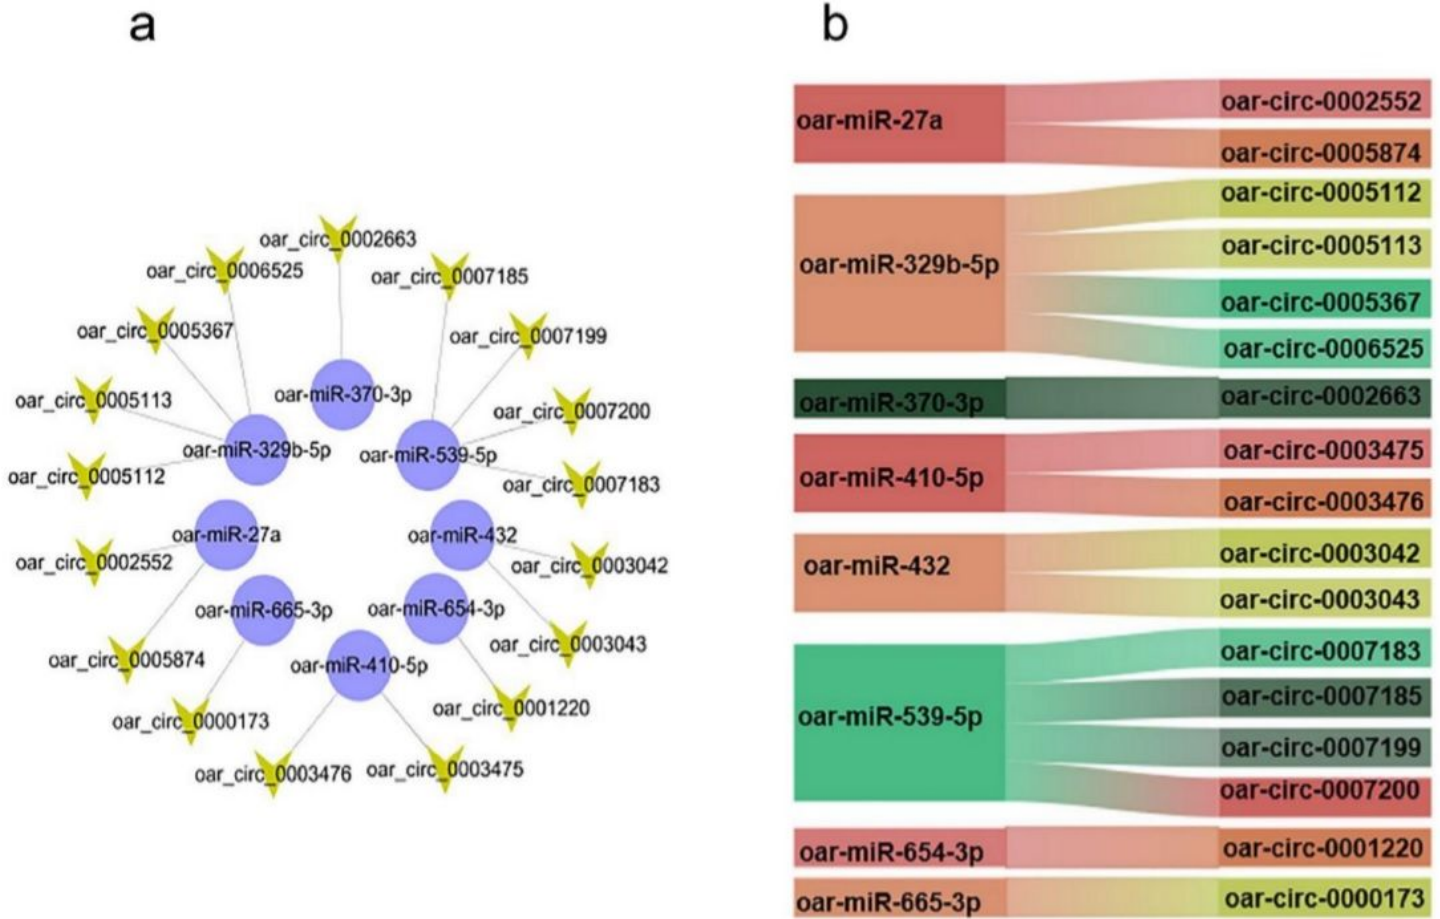 a
oar_circ_0002663
oar_circ_0006525
oar_circ_0007185
oar_circ_0005367
oar_circ_0007199
oar-miR-370-3p
oar_circ_0005113
oar_circ_0007200
oar-miR-329b-5p
oar-miR-539-5p
oar_circ_0005112
oar_circ_0007183
oar-miR-27a
oar-miR-432
oar_circ_0002552
oar_circ_0003042
oar-miR-665-3p
oar-miR-654-3p
oar_circ_0003043
oar_circ_0005874
oar-miR-410-5p
oar_circ_0001220
oar_circ_0000173
oar_circ_0003476
oar_circ_0003475
b
oar-miR-27a
oar-circ-0002552
oar-circ-0005874
oar-miR-329b-5p
oar-circ-0005112
oar-circ-0005113
oar-circ-0005367
oar-circ-0006525
oar-miR-370-3p
oar-circ-0002663
oar-miR-410-5p
oar-circ-0003475
oar-circ-0003476
oar-miR-432
oar-circ-0003042
oar-circ-0003043
oar-miR-539-5p
oar-circ-0007183
oar-circ-0007185
oar-circ-0007199
oar-circ-0007200
oar-miR-654-3p
oar-circ-0001220
oar-miR-665-3p
oar-circ-0000173